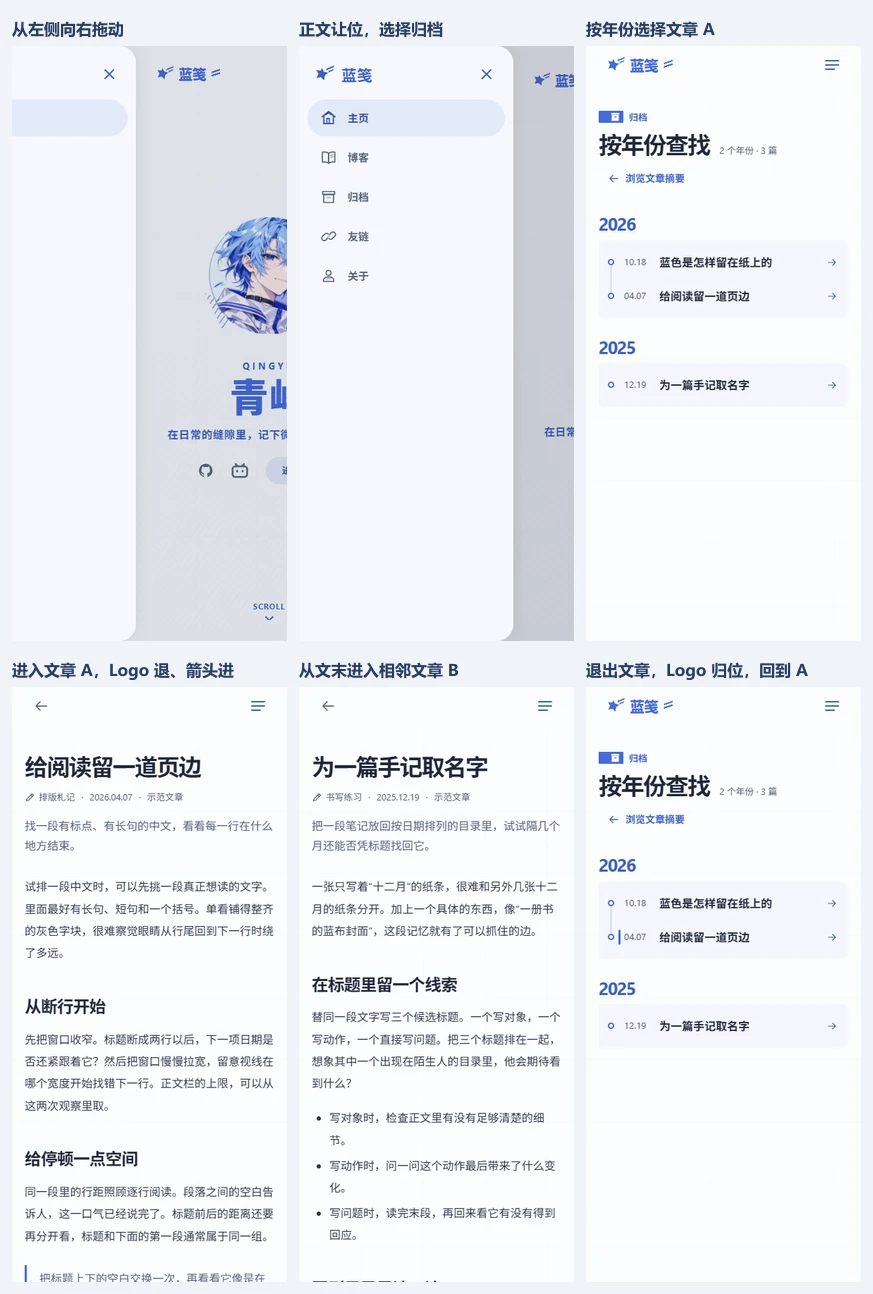 从左侧向右拖动
蓝笺
QINGY
青
在日常的缝隙里，记下微
进
SCROLL
正文让位，选择归档
蓝笺
主页
博客
归档
友链
关于
蓝
在日常
按年份选择文章 A
蓝笺
归档
按年份查找 2 个年份 · 3 篇
← 浏览文章摘要
2026
10.18 蓝色是怎样留在纸上的 →
04.07 给阅读留一道页边 →
2025
12.19 为一篇手记取名字 →
进入文章 A，Logo 退、箭头进
←
给阅读留一道页边
排版札记 · 2026.04.07 · 示范文章
找一段有标点、有长句的中文，看看每一行在什么
地方结束。
试排一段中文时，可以先挑一段真正想读的文字。
里面最好有长句、短句和一个括号。单看铺得整齐
的灰色字块，很难察觉眼睛从行尾回到下一行时绕
了多远。
从断行开始
先把窗口收窄。标题断成两行以后，下一项日期是
否还紧跟着它？然后把窗口慢慢拉宽，留意视线在
哪个宽度开始找错下一行。正文栏的上限，可以从
这两次观察里取。
给停顿一点空间
同一段里的行距照顾逐行阅读。段落之间的空白告
诉人，这一口气已经说完了。标题前后的距离还要
再分开看，标题和下面的第一段通常属于同一组。
把标题上下的空白交换一次，再看看它像是在
从文末进入相邻文章 B
←
为一篇手记取名字
书写练习 · 2025.12.19 · 示范文章
把一段笔记放回按日期排列的目录里，试试隔几个
月还能否凭标题找回它。
一张只写着“十二月”的纸条，很难和另外几张十二
月的纸条分开。加上一个具体的东西，像“一册书
的蓝布封面”，这段记忆就有了可以抓住的边。
在标题里留一个线索
替同一段文字写三个候选标题。一个写对象，一个
写动作，一个直接写问题。把三个标题排在一起，
想象其中一个出现在陌生人的目录里，他会期待看
到什么？
• 写对象时，检查正文里有没有足够清楚的细
节。
• 写动作时，问一问这个动作最后带来了什么变
化。
• 写问题时，读完末段，再回来看它有没有得到
回应。
退出文章，Logo 归位，回到 A
蓝笺
归档
按年份查找 2 个年份 · 3 篇
← 浏览文章摘要
2026
10.18 蓝色是怎样留在纸上的 →
04.07 给阅读留一道页边 →
2025
12.19 为一篇手记取名字 →